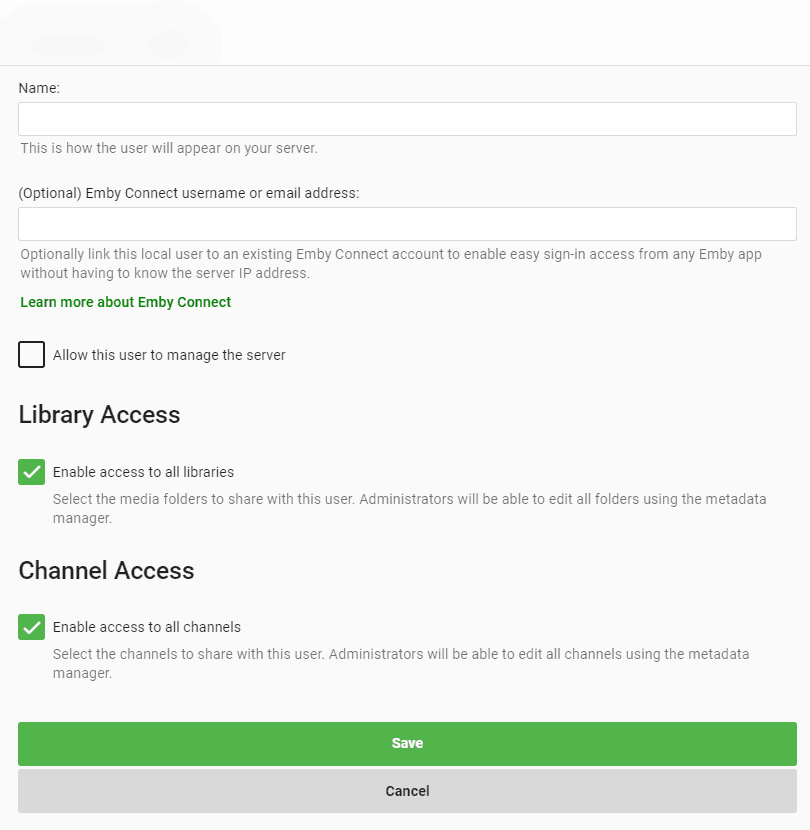 Name:
This is how the user will appear on your server.
(Optional) Emby Connect username or email address:
Optionally link this local user to an existing Emby Connect account to enable easy sign-in access from any Emby app
without having to know the server IP address.
Learn more about Emby Connect
Allow this user to manage the server
Library Access
Enable access to all libraries
Select the media folders to share with this user. Administrators will be able to edit all folders using the metadata
manager.
Channel Access
Enable access to all channels
Select the channels to share with this user. Administrators will be able to edit all channels using the metadata
manager.
Save
Cancel